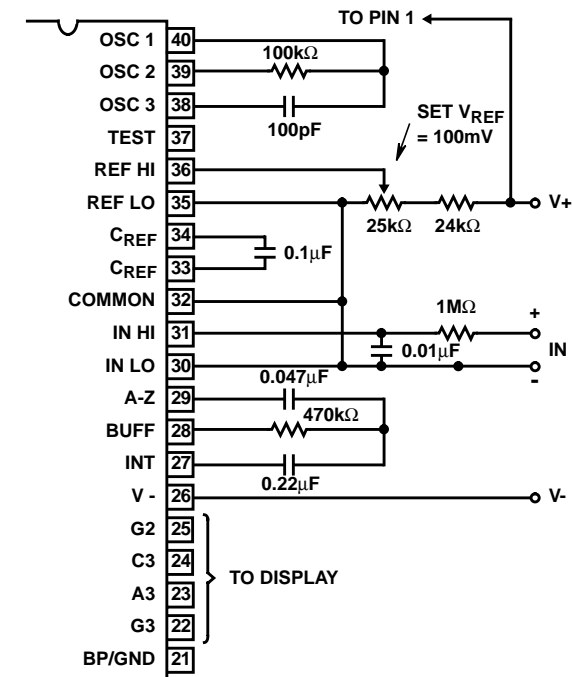 TO PIN 1
OSC 1 40
100kΩ
OSC 2 39
OSC 3 38
100pF
SET VREF
= 100mV
TEST 37
REF HI 36
REF LO 35
V+
25kΩ 24kΩ
CREF 34
0.1μF
CREF 33
COMMON 32
1MΩ
+
IN HI 31
0.01μF
IN
IN LO 30
-
0.047μF
A-Z 29
470kΩ
BUFF 28
INT 27
0.22μF
V - 26
V-
G2 25
C3 24
TO DISPLAY
A3 23
G3 22
BP/GND 21